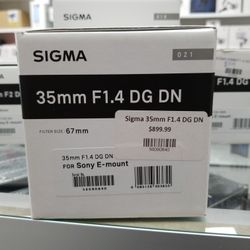 SIGMA
021
35mm F1.4 DG DN
Sigma 35mm F1.4 DG DN
$899.99
FILTER SIZE 67mm
35mm F1.4 DG DN
FOR Sony E-mount